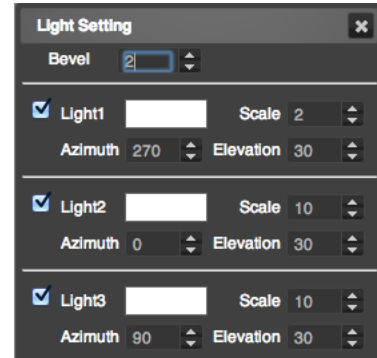 Light Setting
Bevel 2
Light1 Scale 2
Azimuth 270 Elevation 30
Light2 Scale 10
Azimuth 0 Elevation 30
Light3 Scale 10
Azimuth 90 Elevation 30